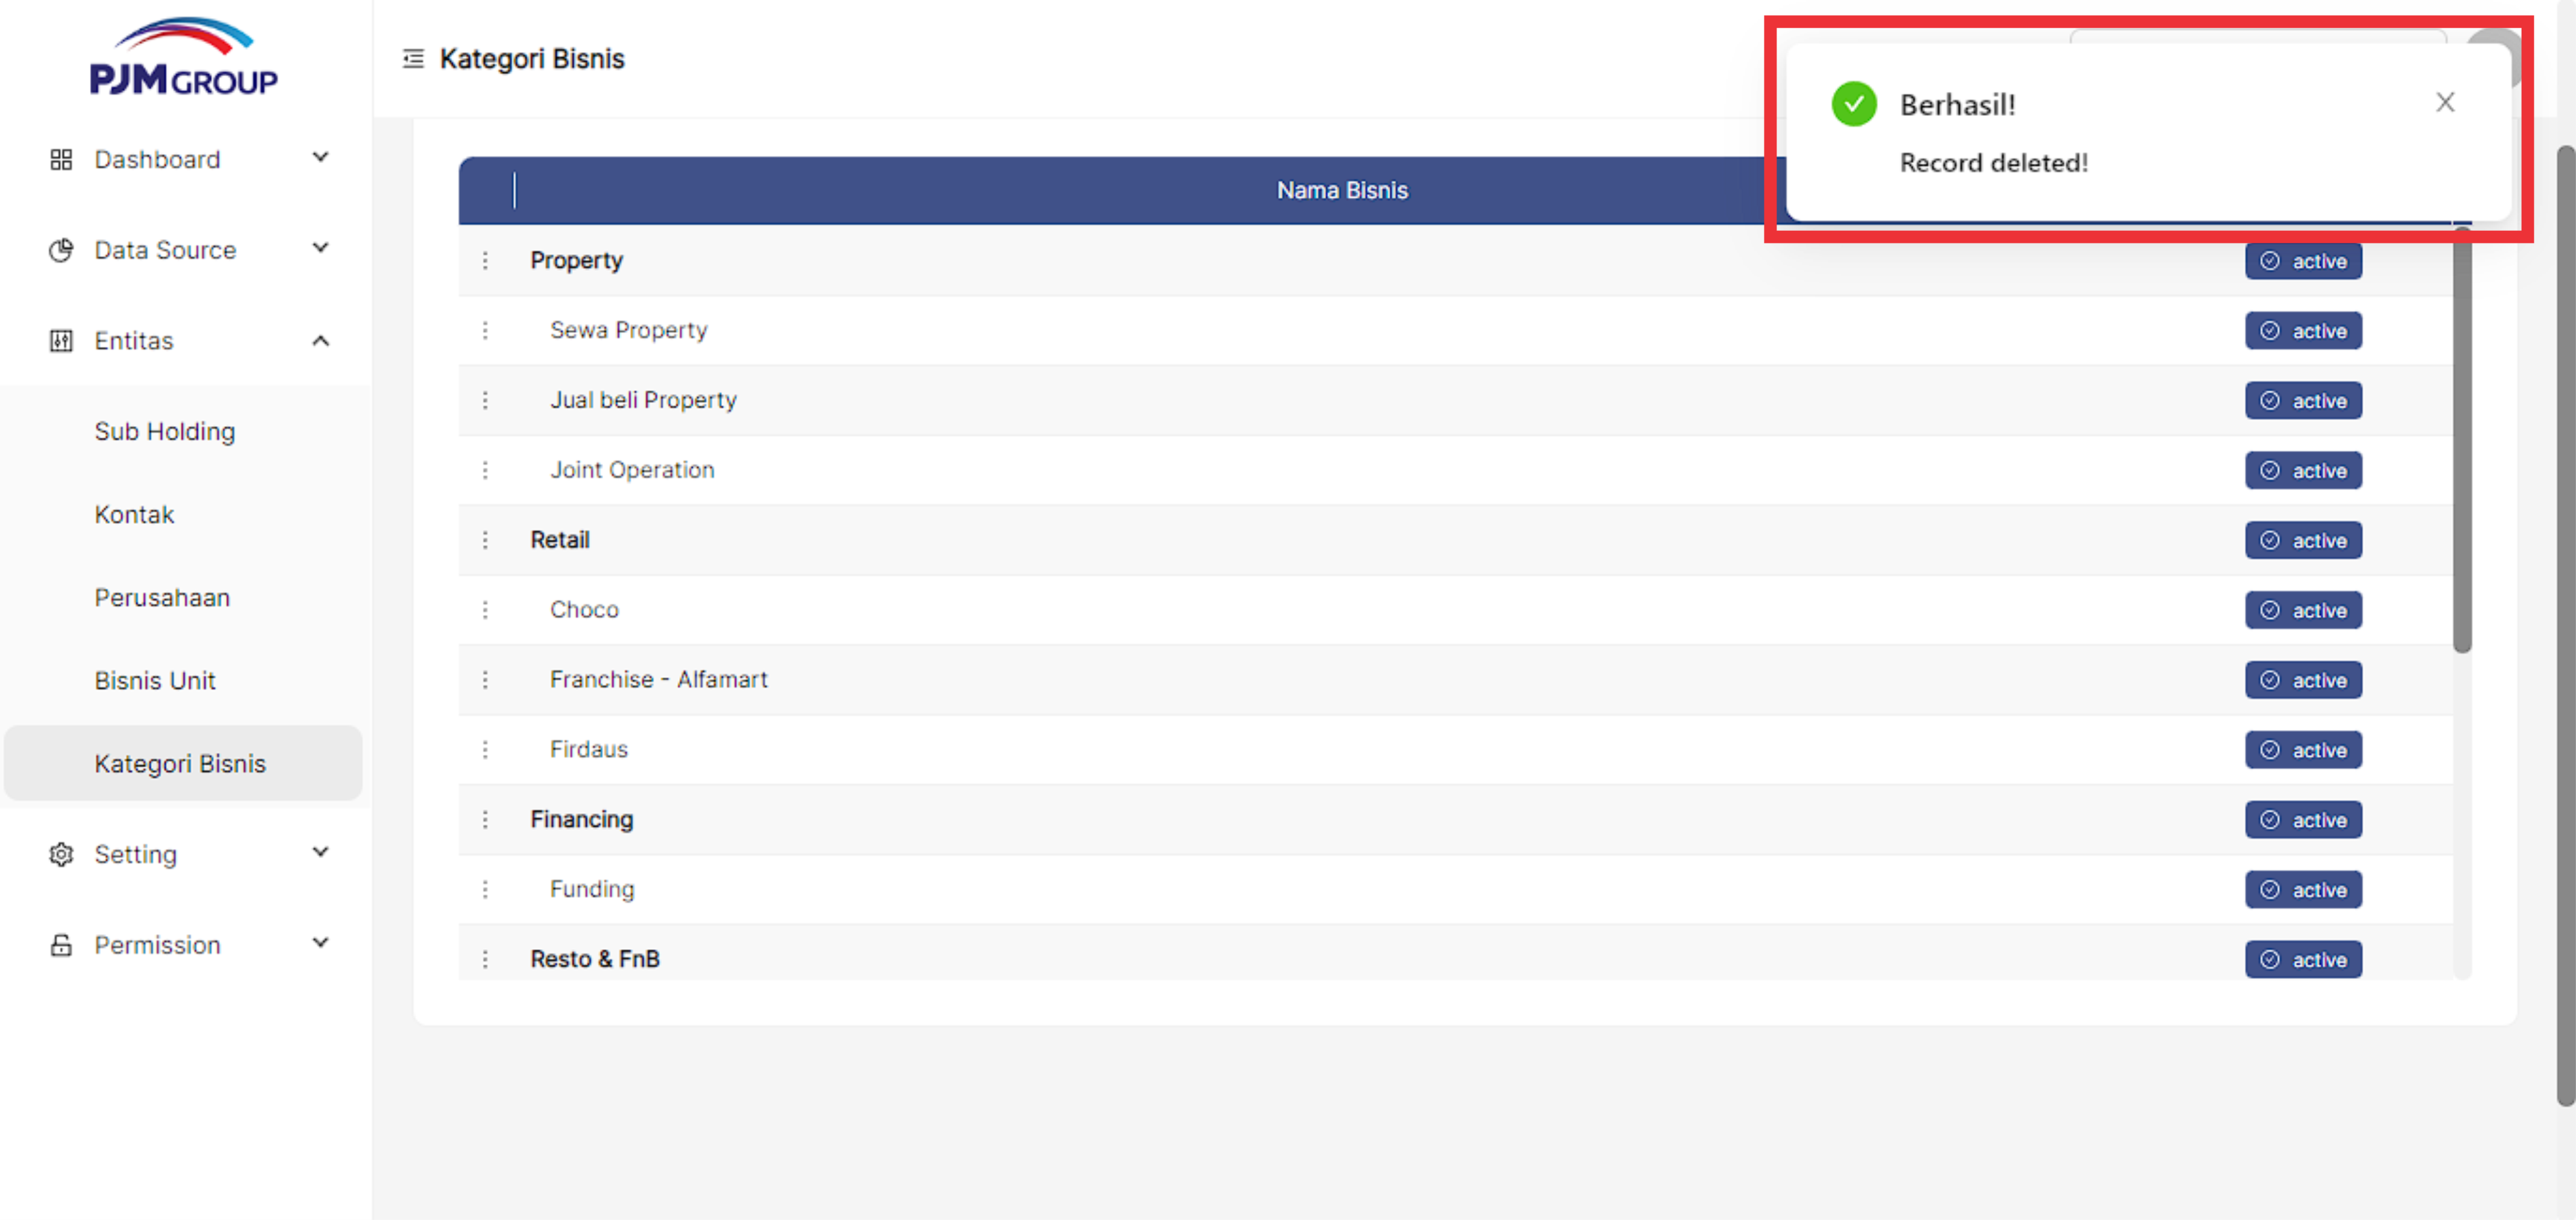 PJM GROUP
Dashboard
Data Source
Entitas
Sub Holding
Kontak
Perusahaan
Bisnis Unit
Kategori Bisnis
Setting
Permission
Kategori Bisnis
Berhasil!
Record deleted!
Nama Bisnis
Property active
Sewa Property active
Jual beli Property active
Joint Operation active
Retail active
Choco active
Franchise - Alfamart active
Firdaus active
Financing active
Funding active
Resto & FnB active